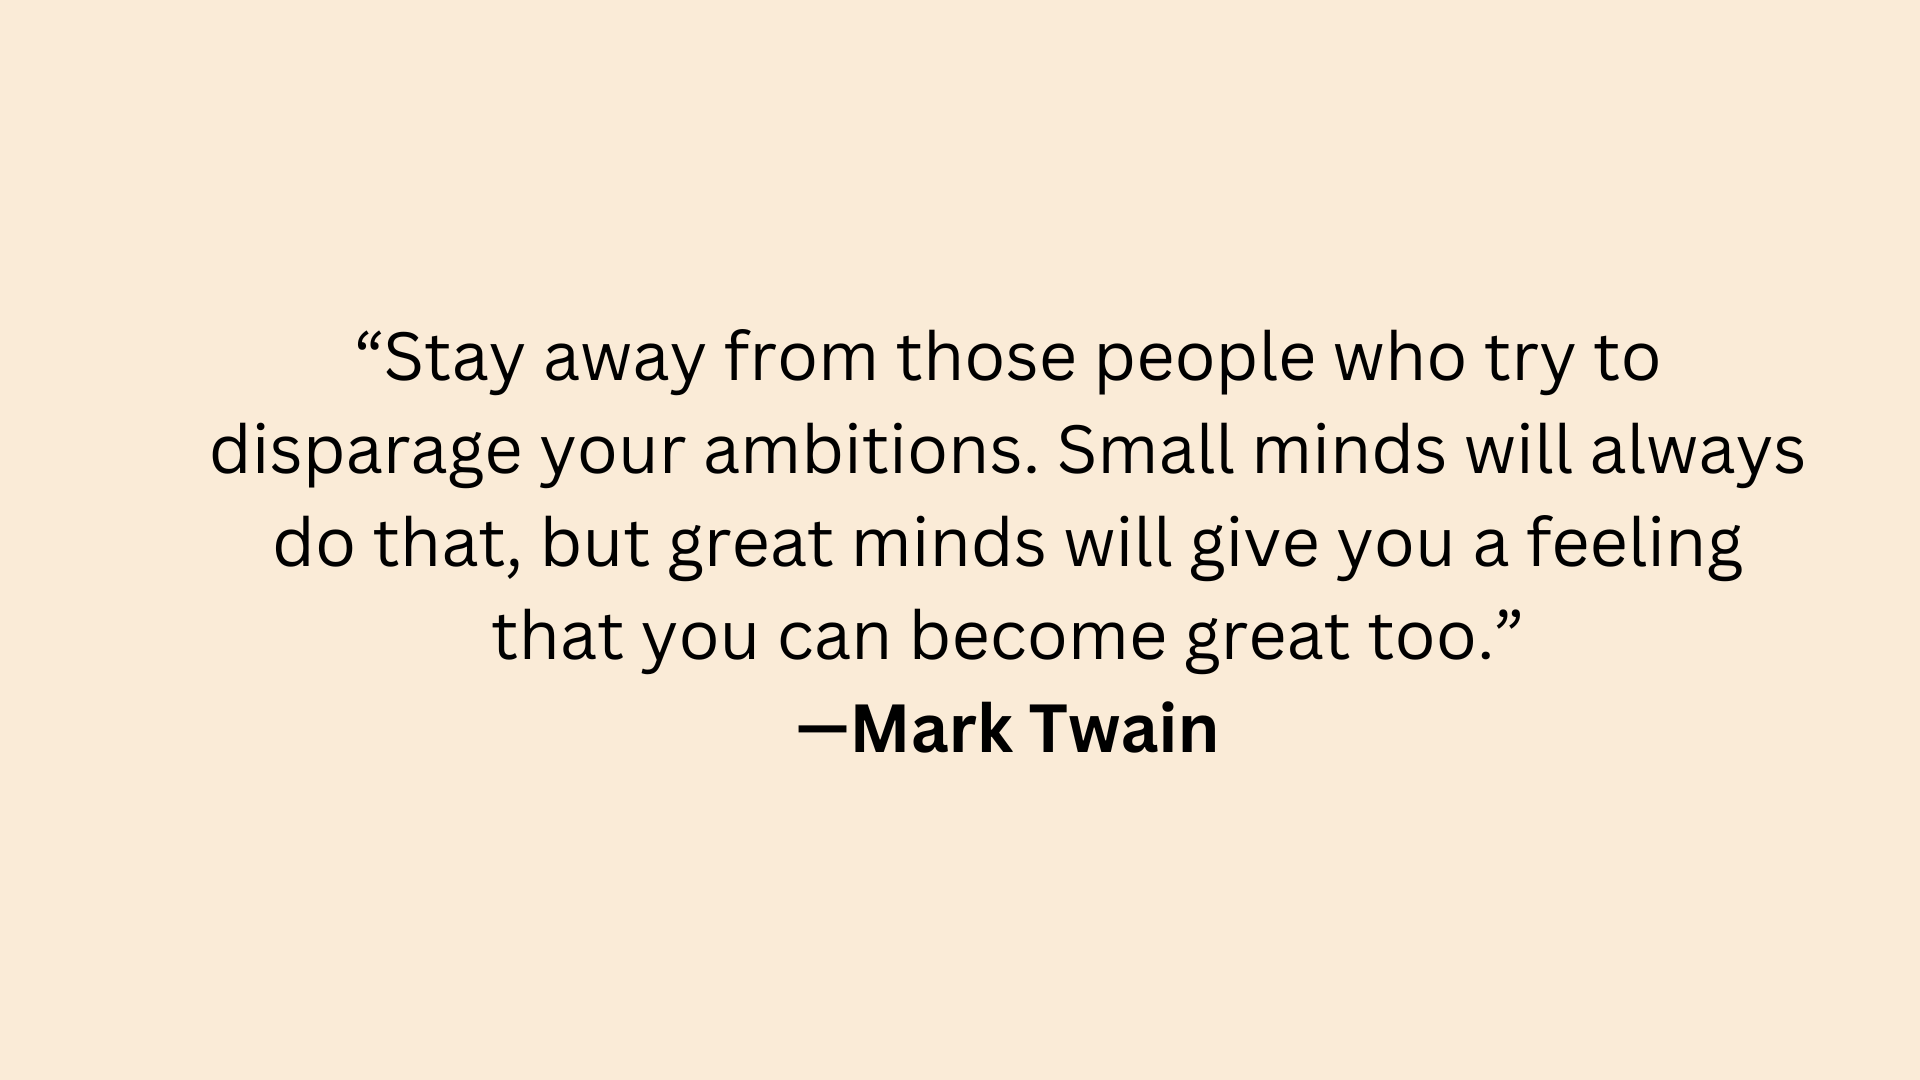 “Stay away from those people who try to
disparage your ambitions. Small minds will always
do that, but great minds will give you a feeling
that you can become great too.”
—Mark Twain